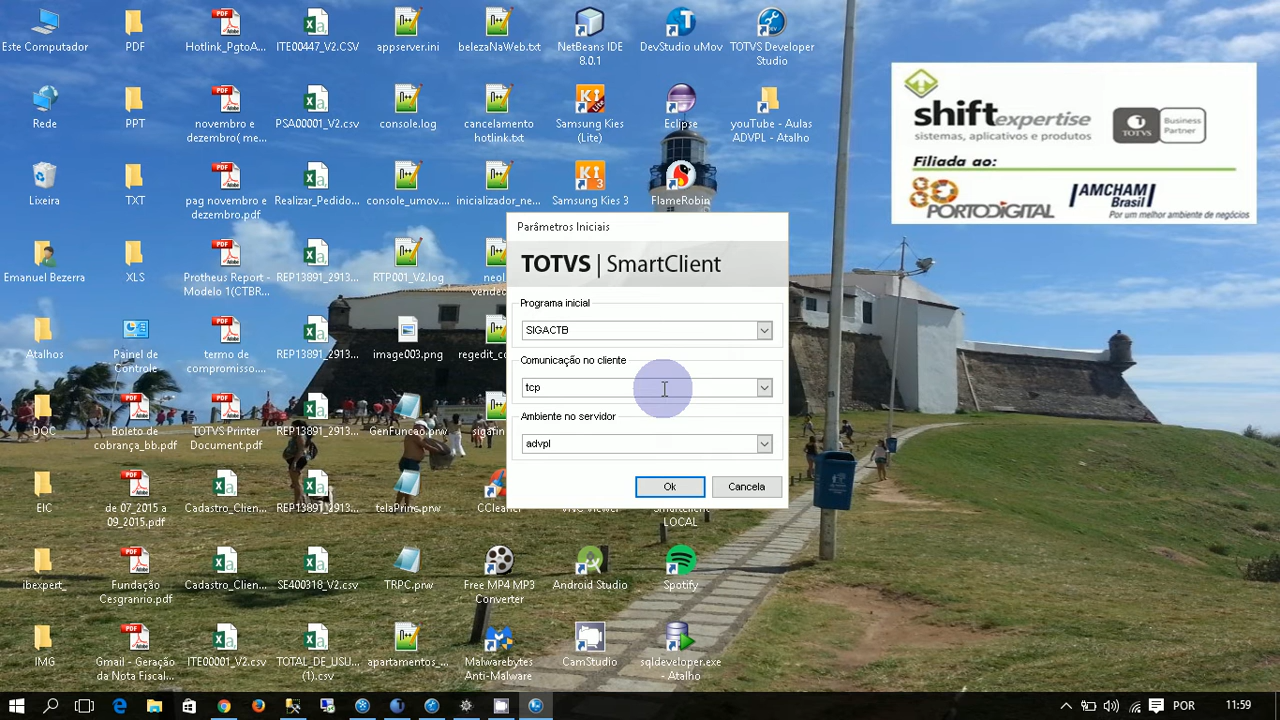 Este Computador
PDF
Hotlink_PgtoA...
ITE00447_V2.CSV
appserver.ini
belezaNaWeb.txt
NetBeans IDE
8.0.1
DevStudio uMov
TOTVS Developer
Studio
Rede
PPT
novembro e
dezembro( me...
PSA00001_V2.csv
console.log
cancelamento
hotlink.txt
Samsung Kies
(Lite)
Eclipse
youTube - Aulas
ADVPL - Atalho
shift expertise
sistemas, aplicativos e produtos
TOTVS
Business
Partner
Filiada ao:
PORTODIGITAL
AMCHAM
Brasil
Por um melhor ambiente de negócios
Lixeira
TXT
pag novembro e
dezembro.pdf
Realizar_Pedido...
console_umov....
inicializador_ne...
Samsung Kies 3
FlameRobin
Emanuel Bezerra
XLS
Protheus Report -
Modelo 1(CTBR...
REP13891_2913...
RTP001_V2.log
Parâmetros Iniciais
TOTVS | SmartClient
Programa inicial
SIGACTB
Comunicação no cliente
tcp
Ambiente no servidor
advpl
Ok
Cancela
Atalhos
Painel de
Controle
termo de
compromisso....
REP13891_2913...
image003.png
DOC
Boleto de
cobrança_bb.pdf
TOTVS Printer
Document.pdf
REP13891_2913...
GenFuncao.prw
EIC
de 07_2015 a
09_2015.pdf
Cadastro_Clien...
REP13891_2913...
telaPrinc.prw
CCleaner
LOCAL
ibexpert_
Fundação
Cesgranrio.pdf
Cadastro_Clien...
SE400318_V2.csv
TRPC.prw
Free MP4 MP3
Converter
Android Studio
Spotify
IMG
Gmail - Geração
da Nota Fiscal...
ITE00001_V2.csv
TOTAL_DE_USU...
(1).csv
apartamentos_...
Malwarebytes
Anti-Malware
CamStudio
sqldeveloper.exe
- Atalho
POR
11:59